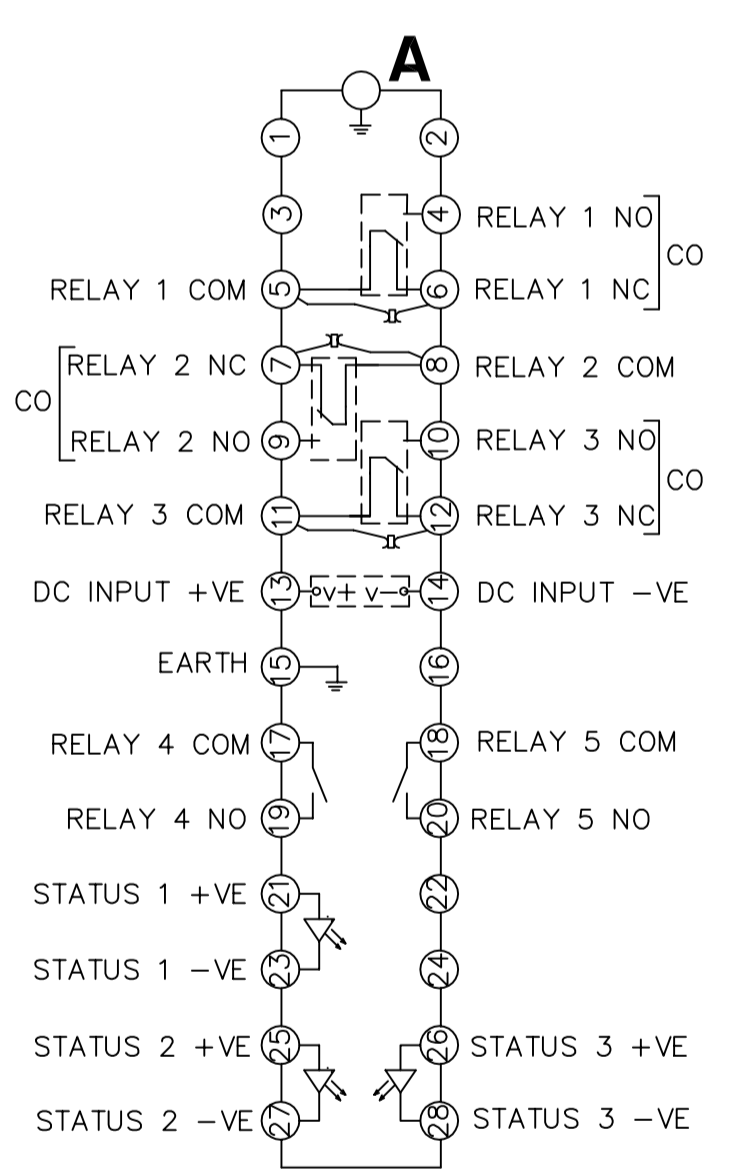 A
1 2
3 4 RELAY 1 NO
CO
RELAY 1 COM 5 6 RELAY 1 NC
RELAY 2 NC 7 8 RELAY 2 COM
CO
RELAY 2 NO 9 10 RELAY 3 NO
CO
RELAY 3 COM 11 12 RELAY 3 NC
DC INPUT +VE 13 V+ V− 14 DC INPUT −VE
EARTH 15 16
RELAY 4 COM 17 18 RELAY 5 COM
RELAY 4 NO 19 20 RELAY 5 NO
STATUS 1 +VE 21 22
STATUS 1 −VE 23 24
STATUS 2 +VE 25 26 STATUS 3 +VE
STATUS 2 −VE 27 28 STATUS 3 −VE